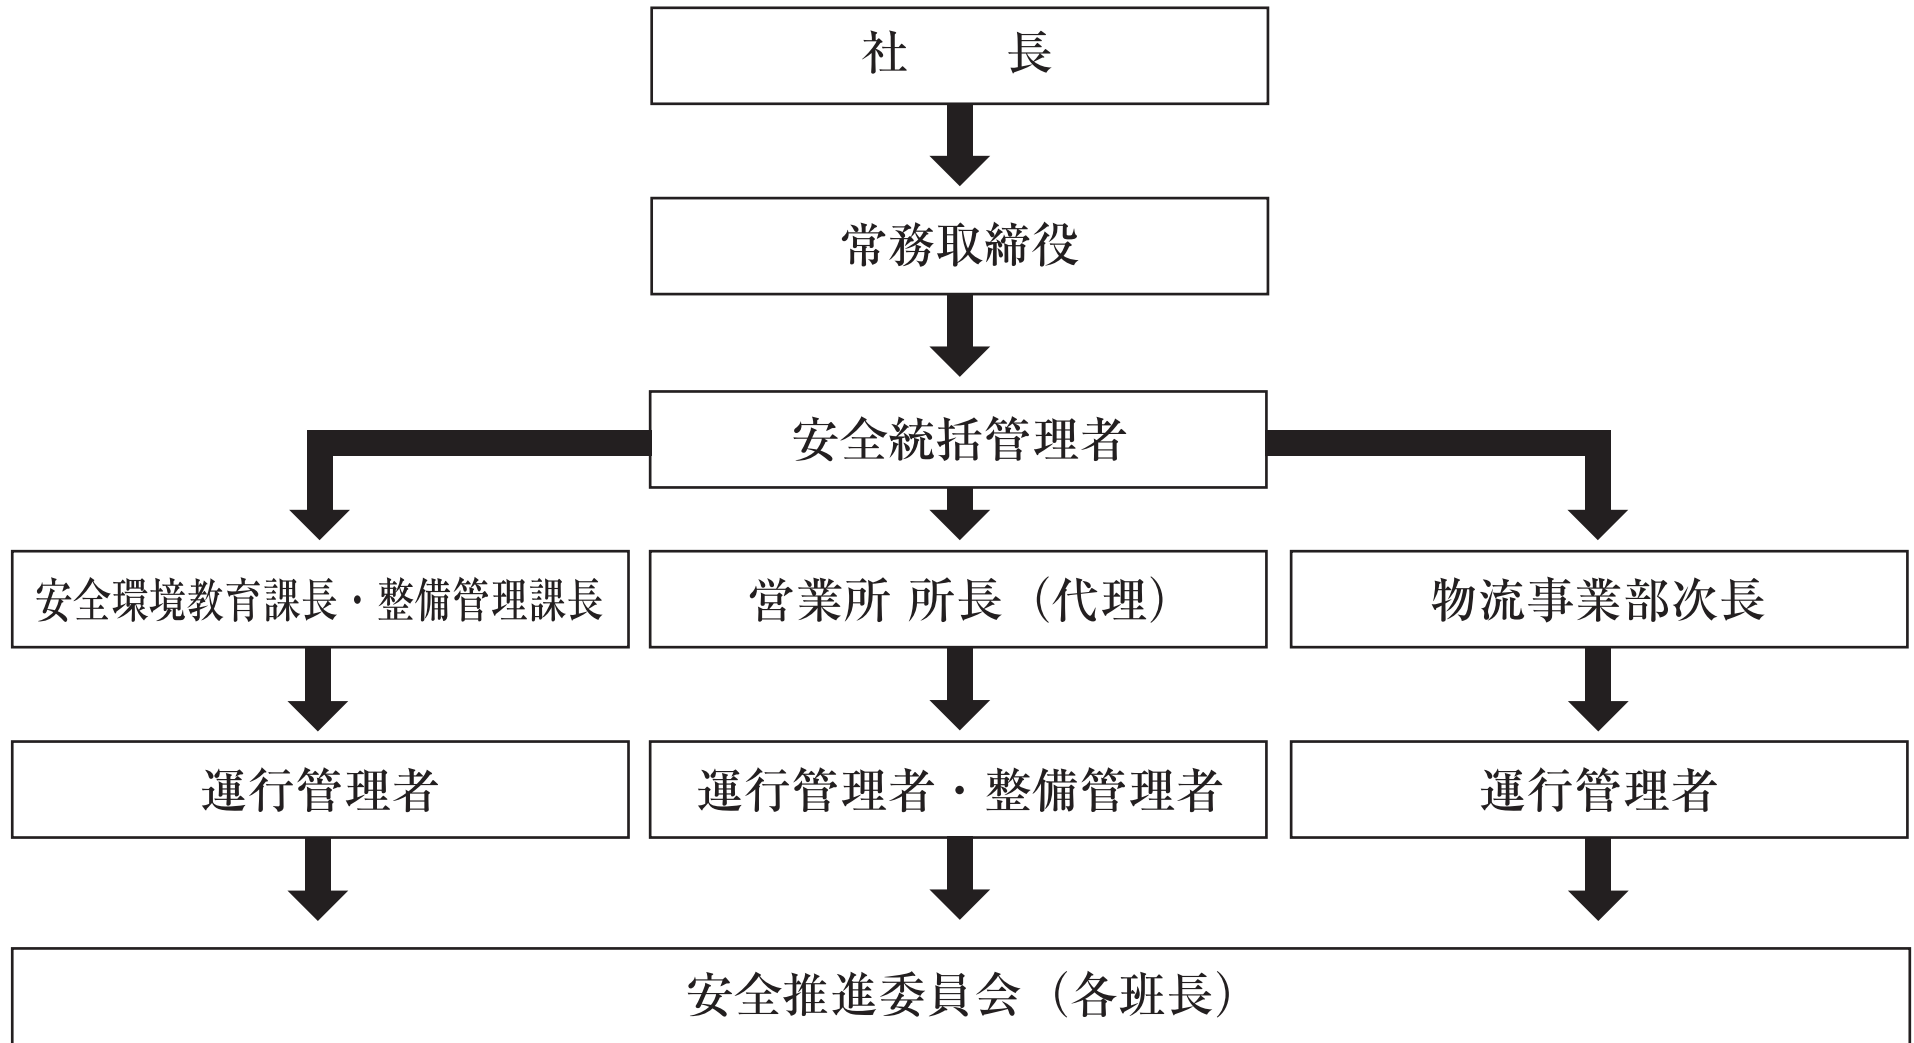 社　　長
常務取締役
安全統括管理者
安全環境教育課長・整備管理課長
営業所 所長（代理）
物流事業部次長
運行管理者
運行管理者・整備管理者
運行管理者
安全推進委員会（各班長）